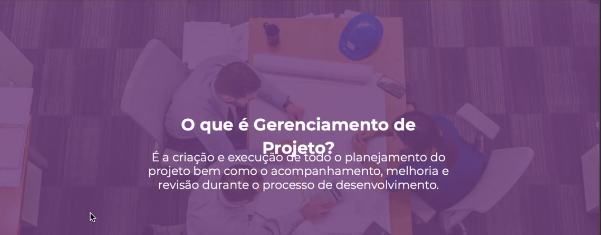 O que é Gerenciamento de
Projeto?
É a criação e execução de todo o planejamento do
projeto bem como o acompanhamento, melhoria e
revisão durante o processo de desenvolvimento.